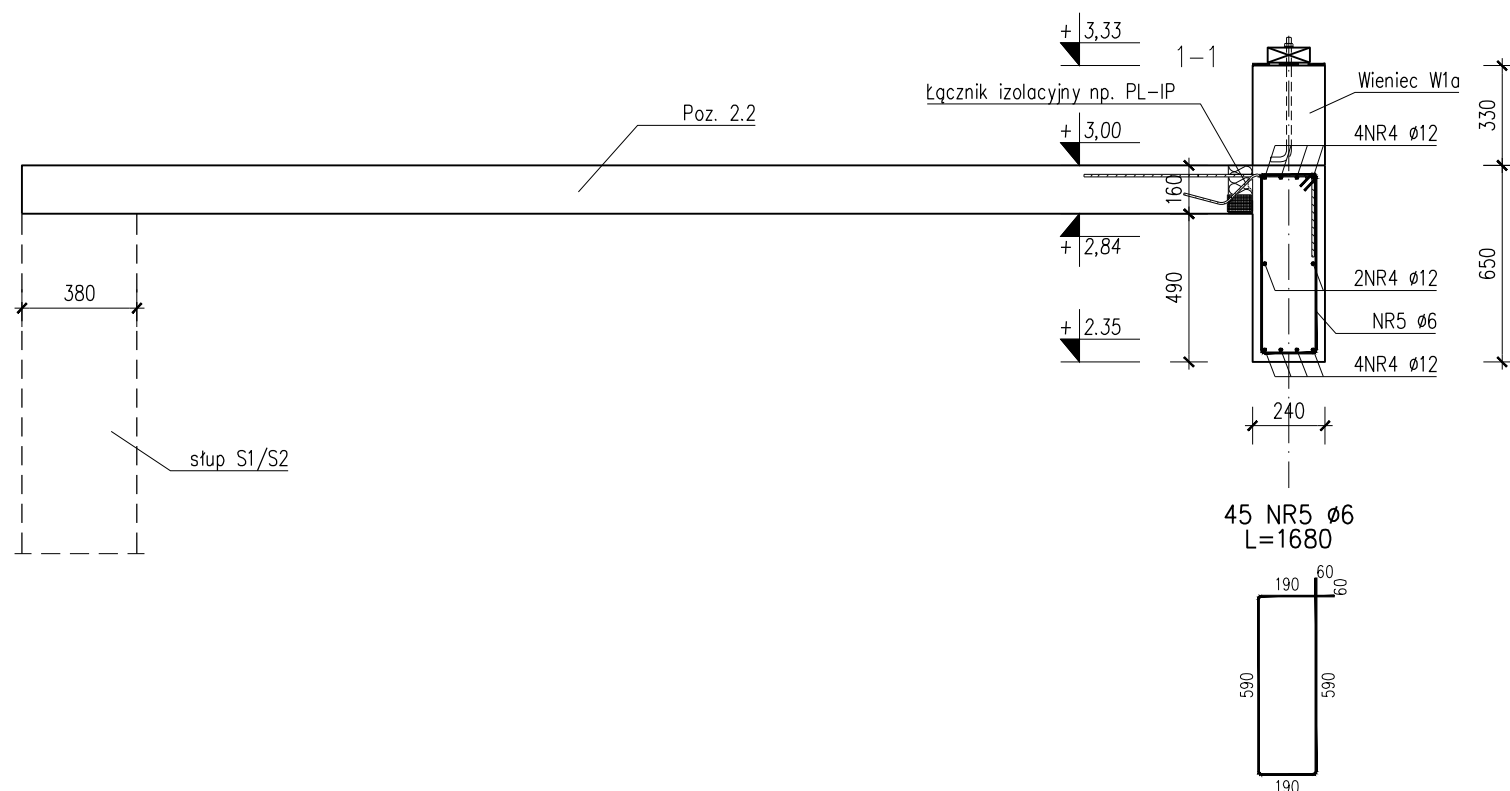 + 3,33
1-1
Łącznik izolacyjny np. PL-IP
Wieniec W1a
330
Poz. 2.2
+ 3,00
4NR4 ø12
160
+ 2,84
380
490
2NR4 ø12
650
NR5 ø6
+ 2.35
4NR4 ø12
240
słup S1/S2
45 NR5 ø6
L=1680
190
60
60
590
590
190